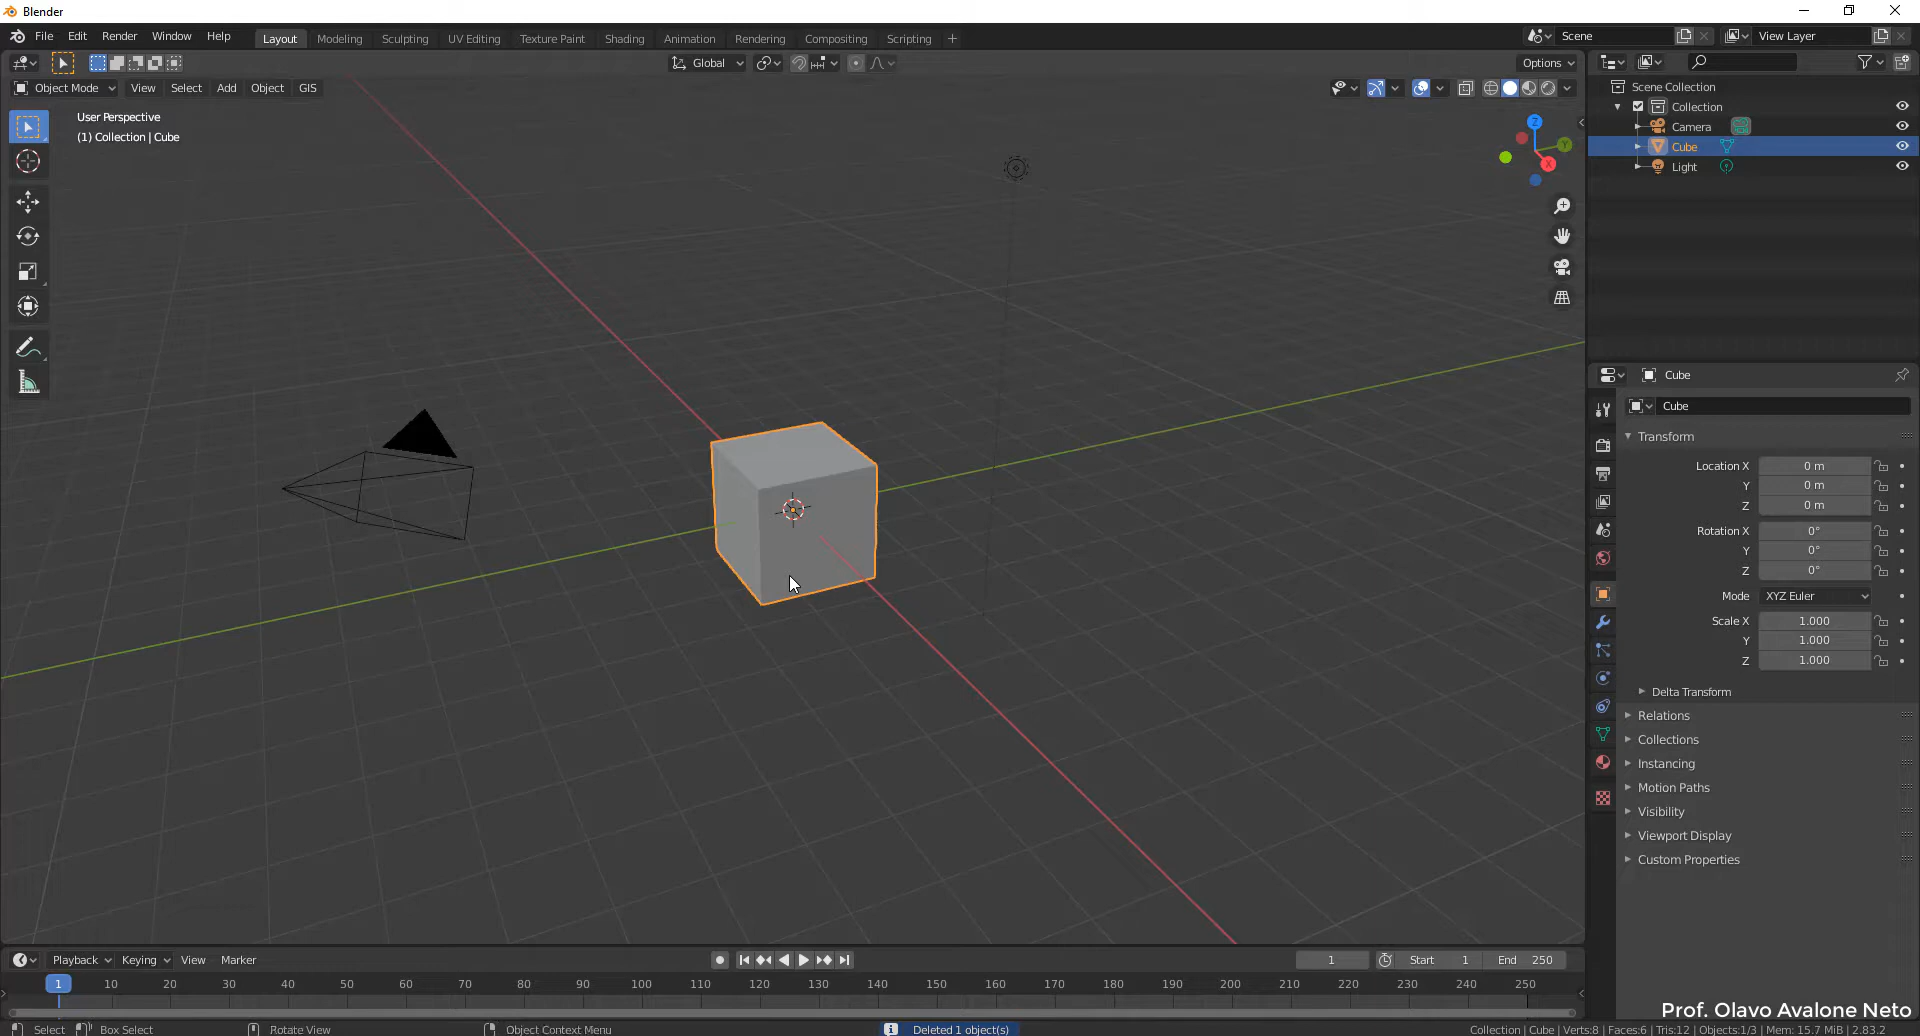 Blender
File Edit Render Window Help Layout Modeling Sculpting UV Editing Texture Paint Shading Animation Rendering Compositing Scripting + Scene View Layer
Global Options
Object Mode View Select Add Object GIS
User Perspective
(1) Collection | Cube
Z
Y
X
Scene Collection
Collection
Camera
Cube
Light
Cube
Cube
Transform
Location X 0 m
Y 0 m
Z 0 m
Rotation X 0°
Y 0°
Z 0°
Mode XYZ Euler
Scale X 1.000
Y 1.000
Z 1.000
Delta Transform
Relations
Collections
Instancing
Motion Paths
Visibility
Viewport Display
Custom Properties
Playback Keying View Marker 1 Start 1 End 250
1 10 20 30 40 50 60 70 80 90 100 110 120 130 140 150 160 170 180 190 200 210 220 230 240 250
Prof. Olavo Avalone Neto
Select Box Select Rotate View Object Context Menu Deleted 1 object(s) Collection | Cube | Verts:8 | Faces:6 | Tris:12 | Objects:1/3 | Mem: 15.7 MiB | 2.83.2